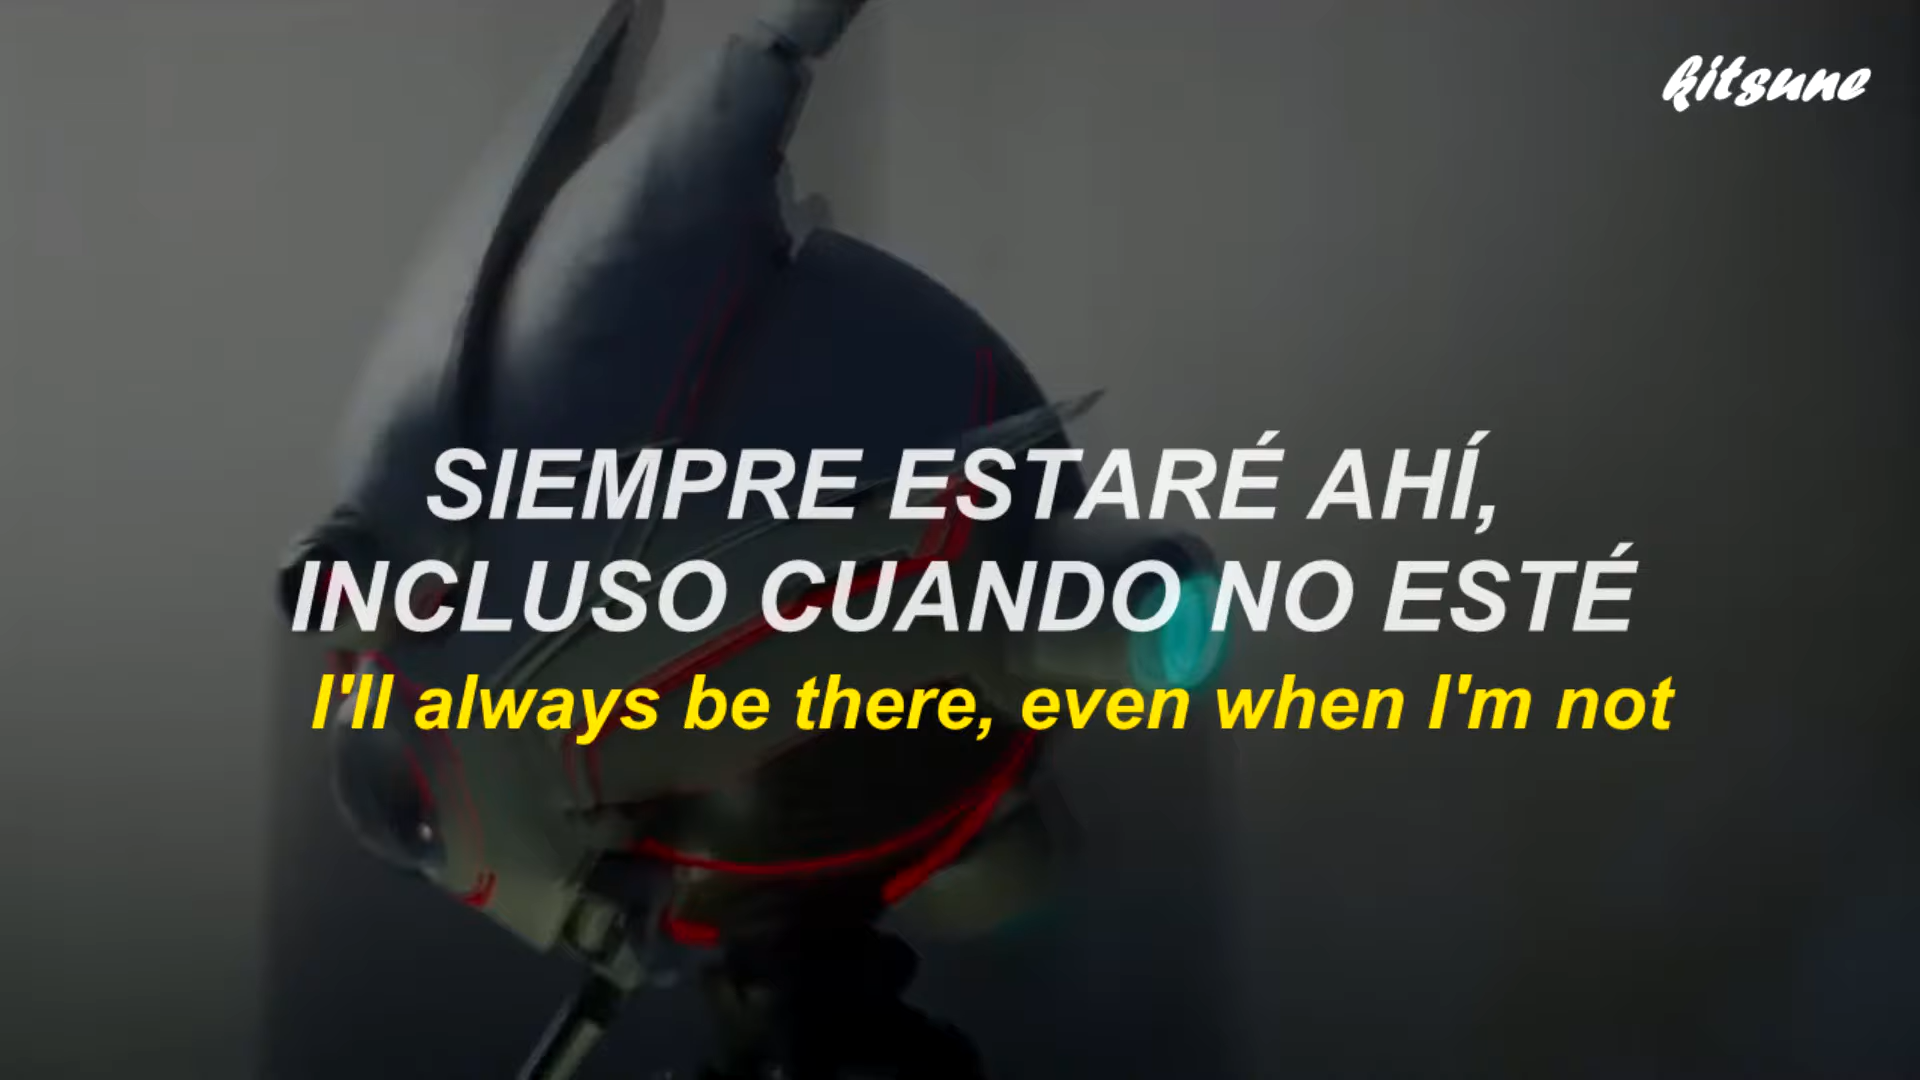 kitsune
SIEMPRE ESTARÉ AHÍ,
INCLUSO CUANDO NO ESTÉ
I'll always be there, even when I'm not